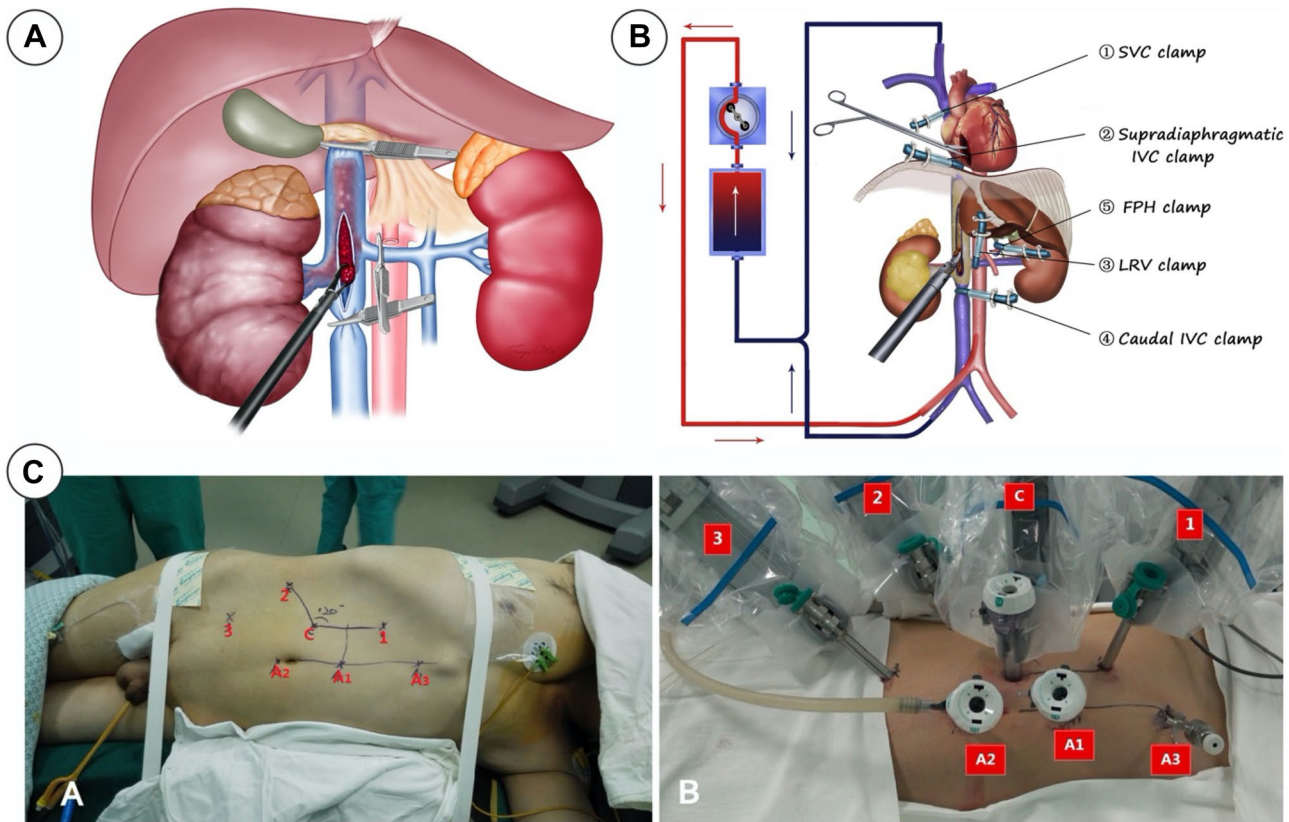 A
B
① SVC clamp
② Supradiaphragmatic
IVC clamp
⑤ FPH clamp
③ LRV clamp
④ Caudal IVC clamp
C
2
120°
3
C
1
A2
A1
A3
A
3
2
C
1
A2
A1
A3
B